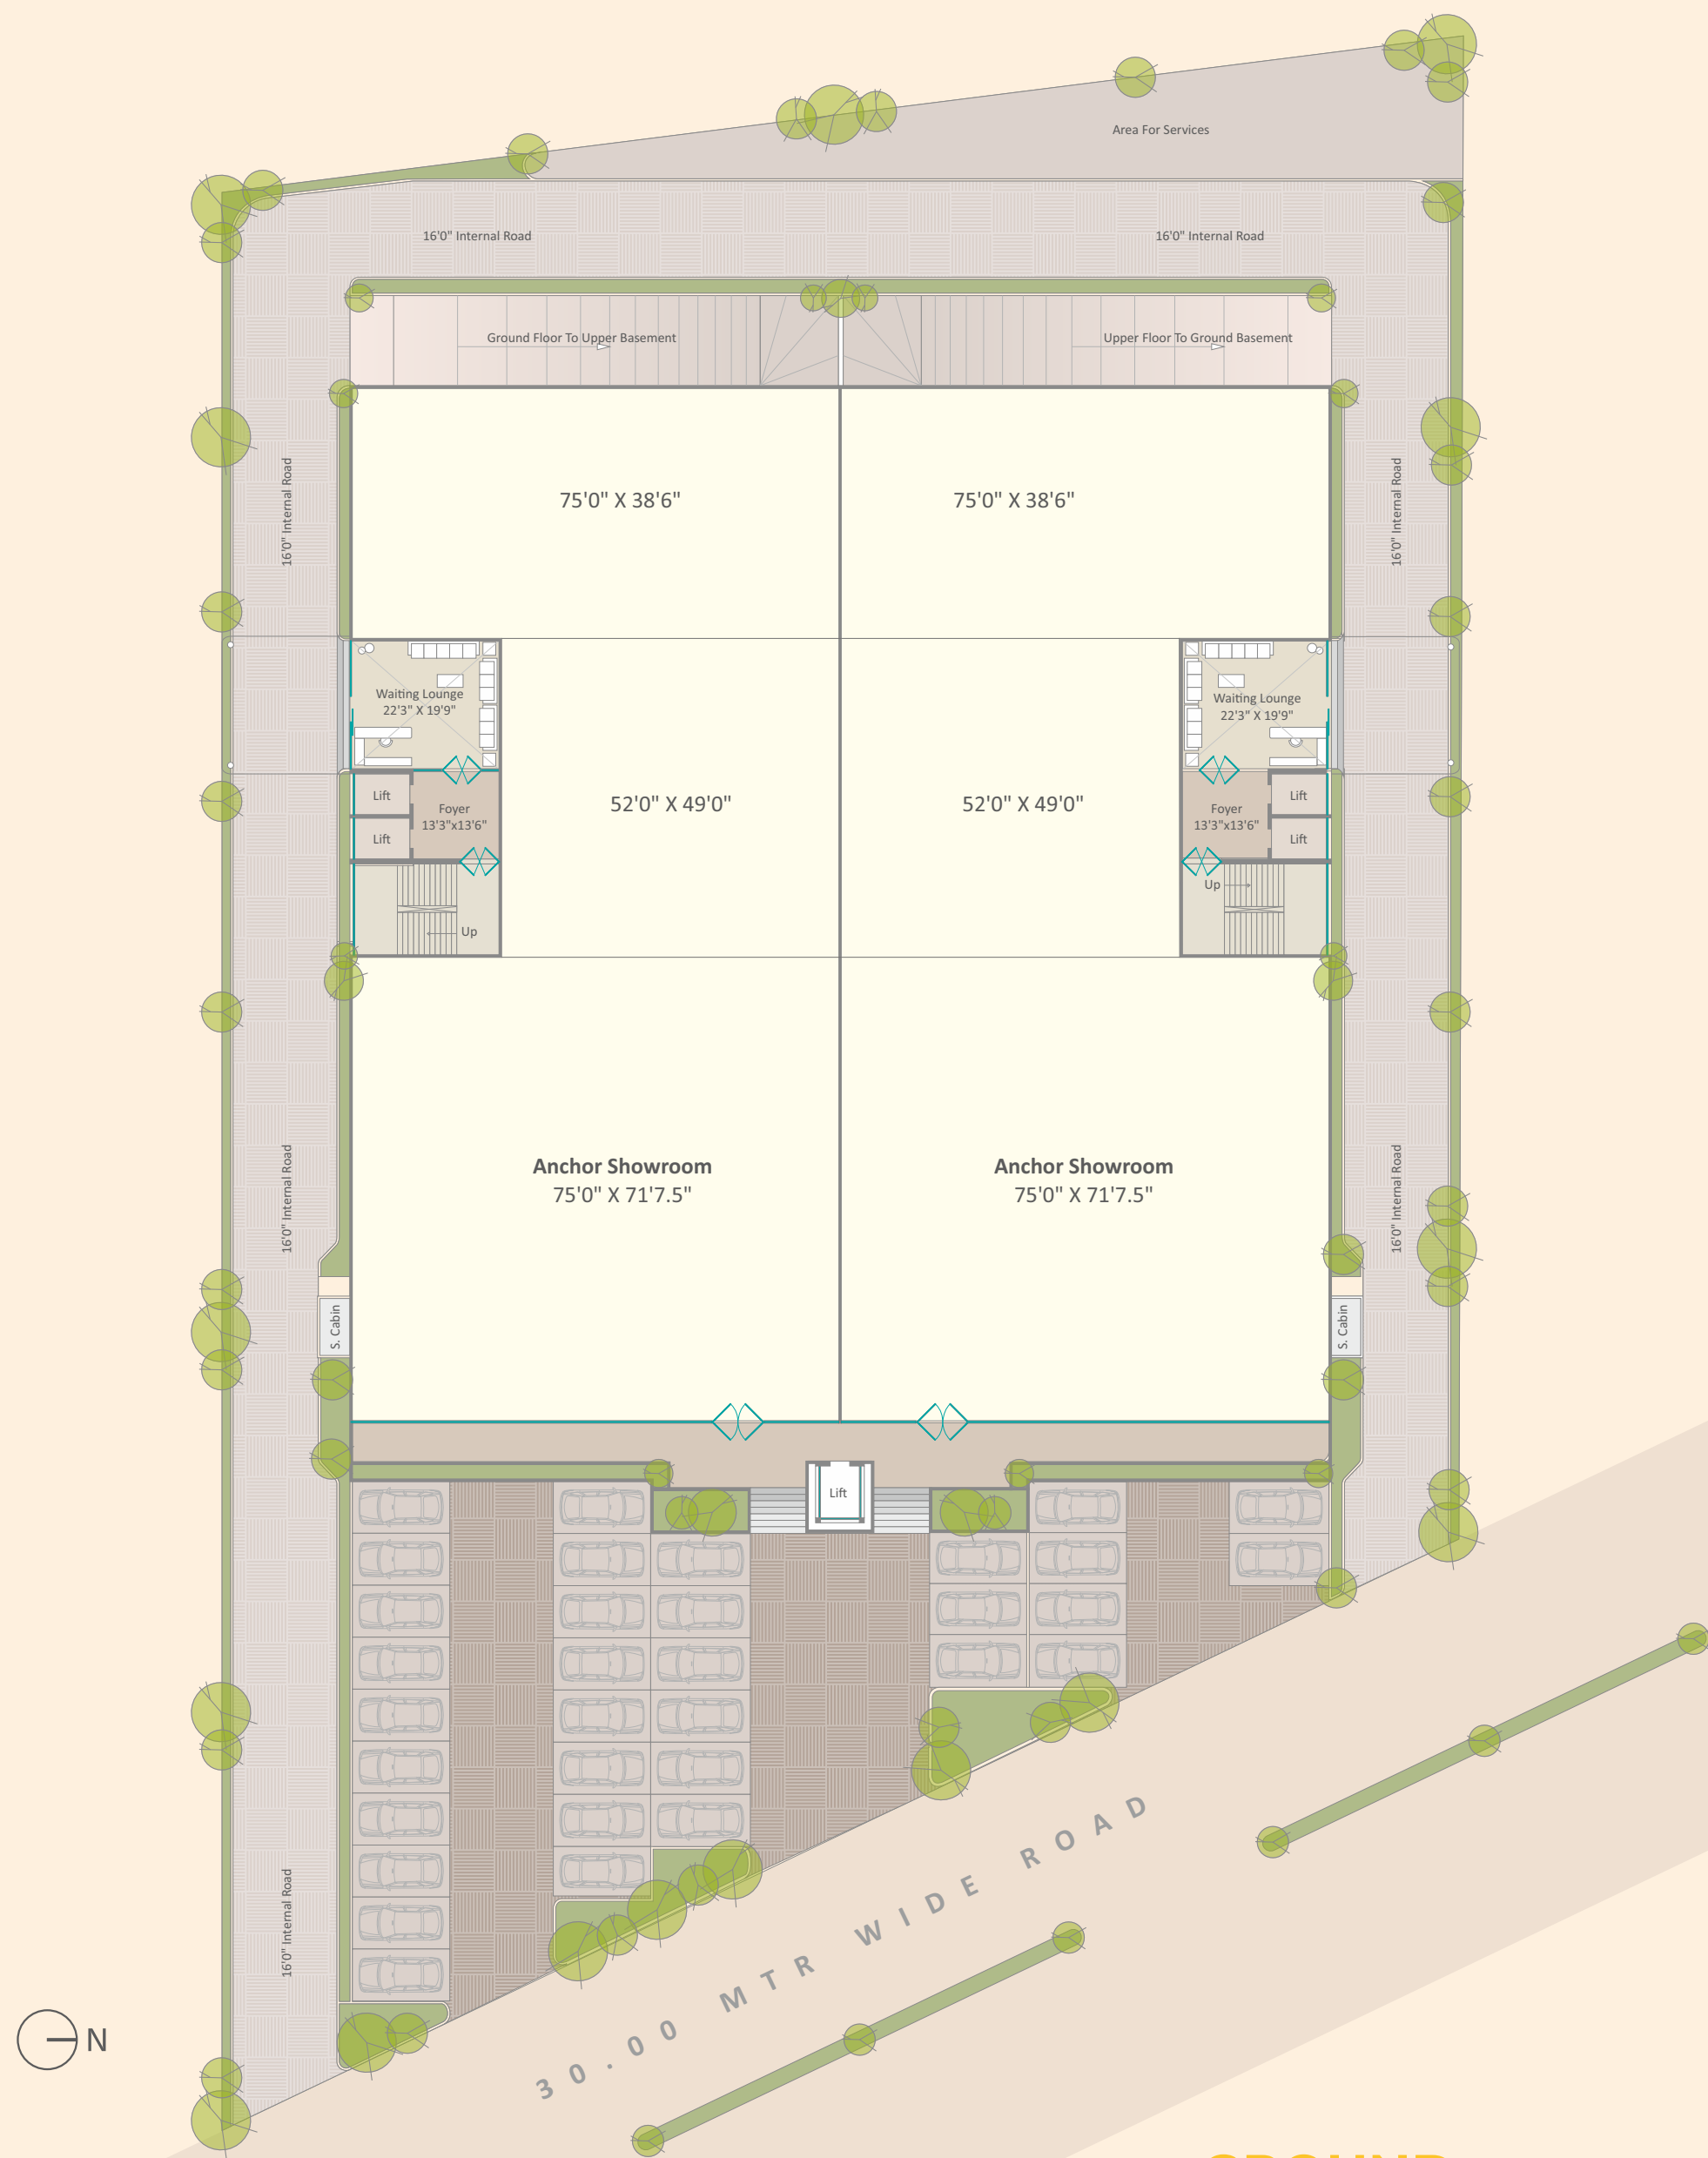 Area For Services
16'0" Internal Road
16'0" Internal Road
Ground Floor To Upper Basement
Upper Floor To Ground Basement
75'0" X 38'6"
75'0" X 38'6"
16'0" Internal Road
16'0" Internal Road
Waiting Lounge
22'3" X 19'9"
Waiting Lounge
22'3" X 19'9"
Lift
Foyer
13'3"x13'6"
Lift
52'0" X 49'0"
52'0" X 49'0"
Foyer
13'3"x13'6"
Lift
Lift
Up
Up
Anchor Showroom
75'0" X 71'7.5"
Anchor Showroom
75'0" X 71'7.5"
16'0" Internal Road
16'0" Internal Road
S. Cabin
S. Cabin
Lift
16'0" Internal Road
30.00 MTR WIDE ROAD
N
GROUND